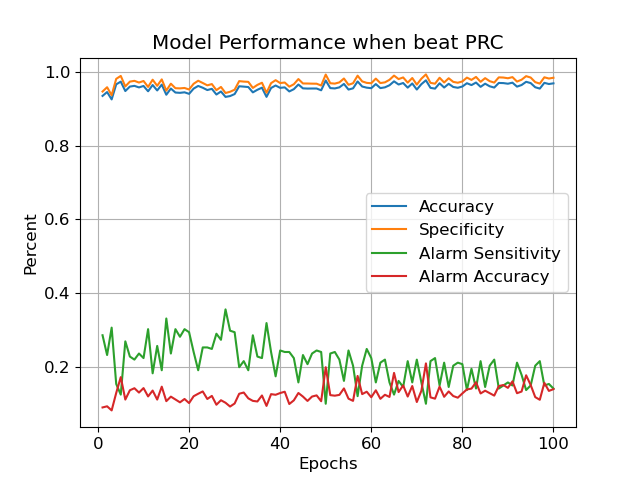 Model Performance when beat PRC
1.0
0.8
0.6
0.4
0.2
Percent
Accuracy
Specificity
Alarm Sensitivity
Alarm Accuracy
0 20 40 60 80 100
Epochs